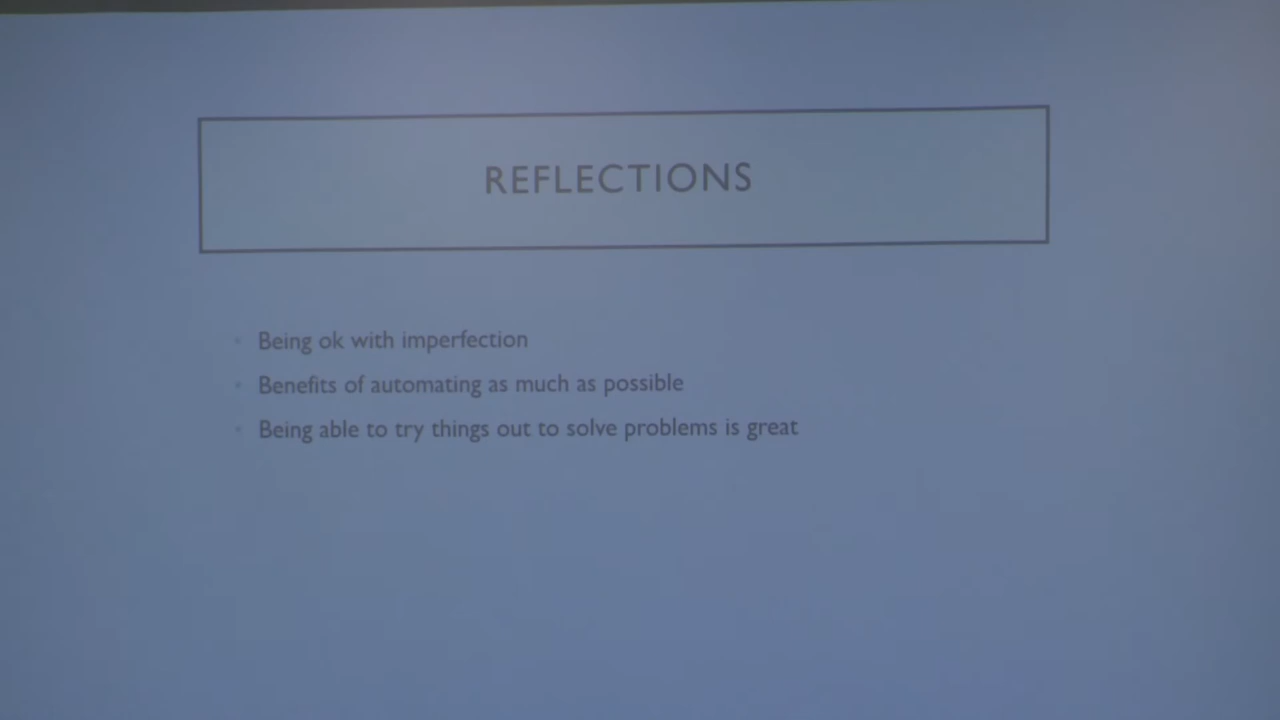 REFLECTIONS
• Being ok with imperfection
• Benefits of automating as much as possible
• Being able to try things out to solve problems is great